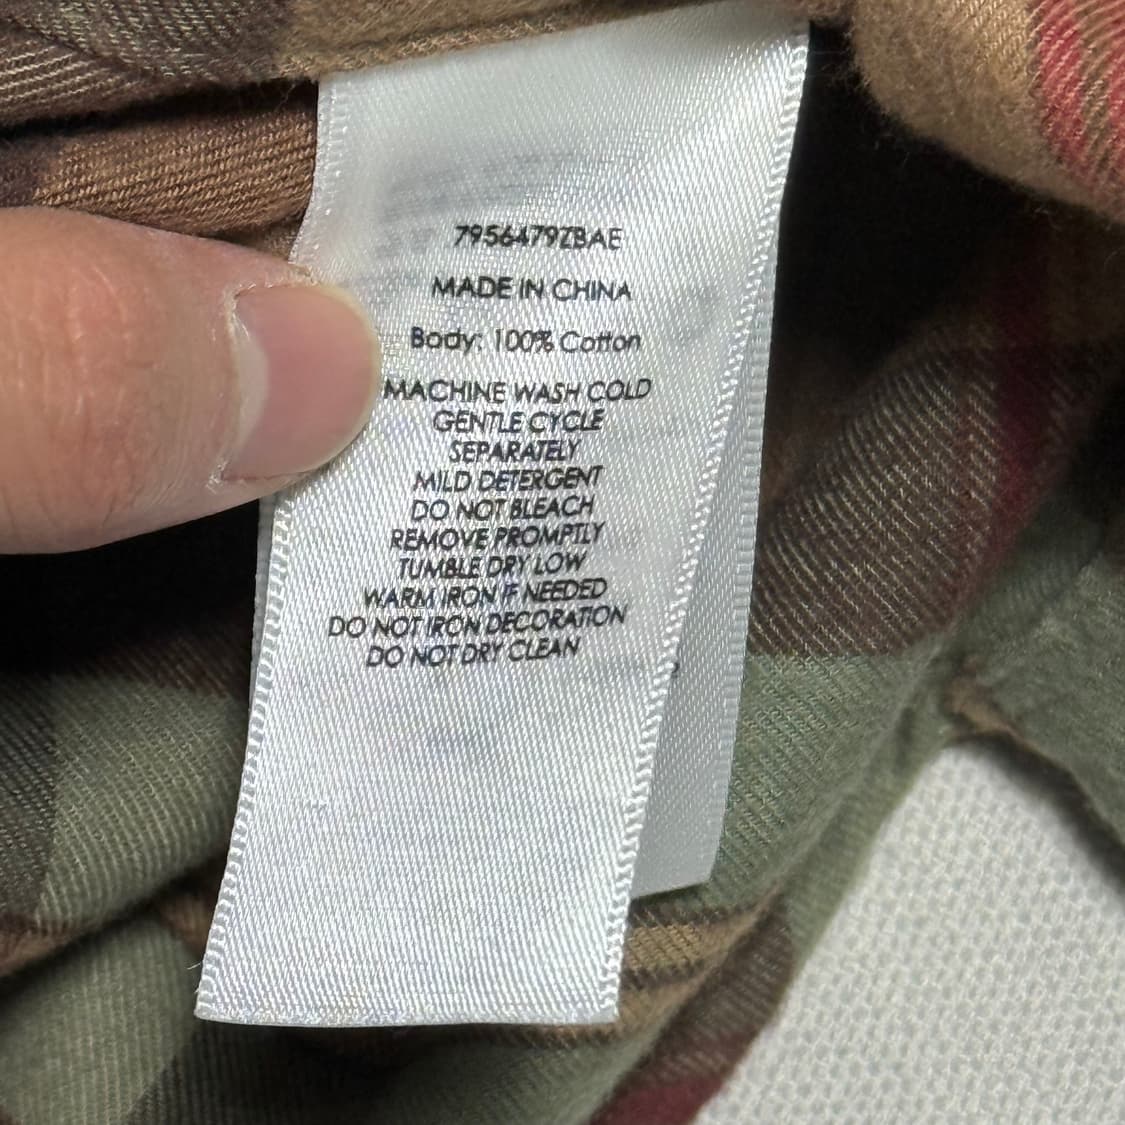 7956479ZBAE
MADE IN CHINA
Body: 100% Cotton
MACHINE WASH COLD
GENTLE CYCLE
SEPARATELY
MILD DETERGENT
DO NOT BLEACH
REMOVE PROMPTLY
TUMBLE DRY LOW
WARM IRON IF NEEDED
DO NOT IRON DECORATION
DO NOT DRY CLEAN